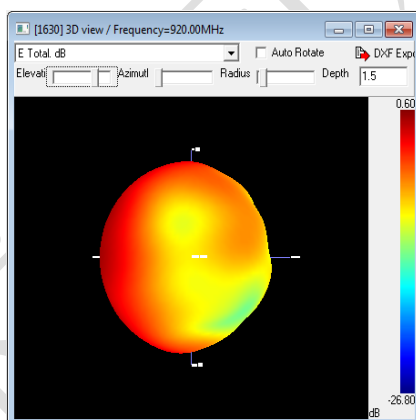 [1630] 3D view / Frequency=920.00MHz
E Total. dB Auto Rotate DXF Expo
Elevati Azimutl Radius Depth 1.5
0.60
-26.80
dB